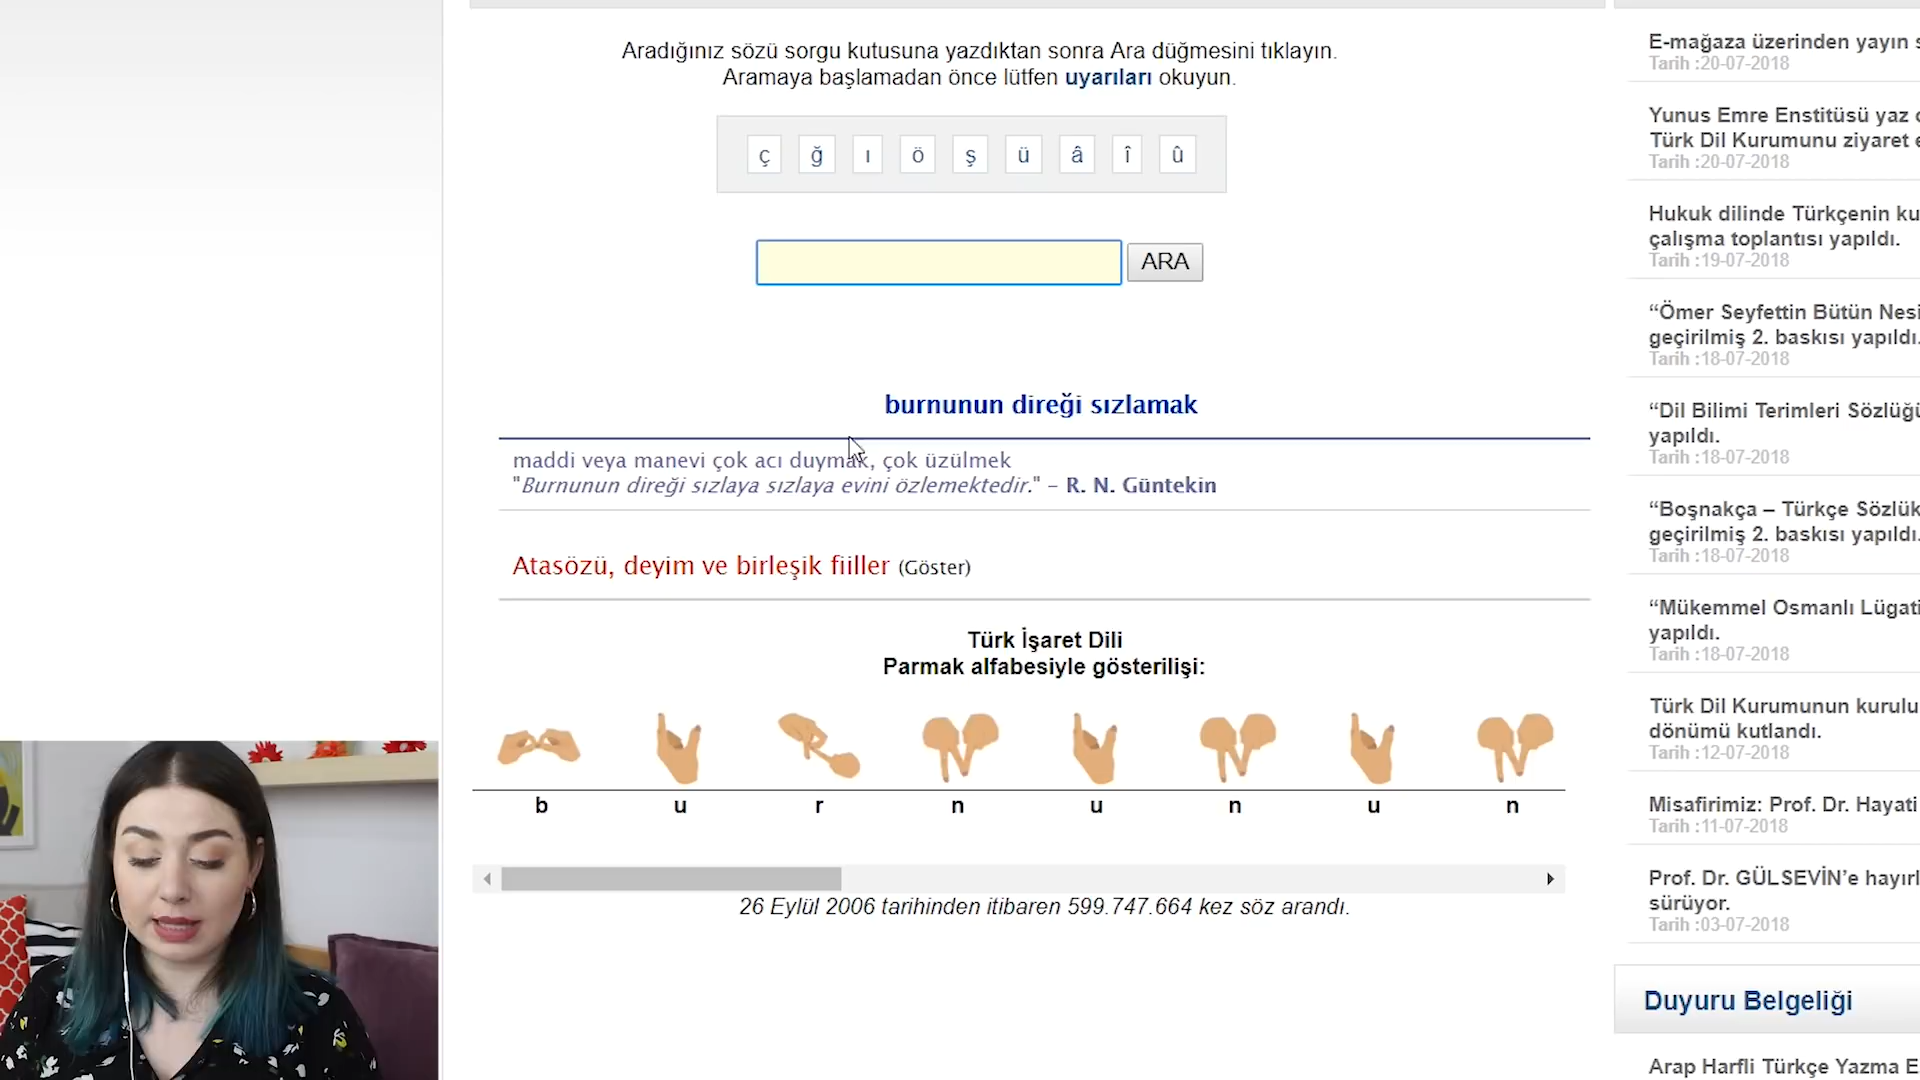 Aradığınız sözü sorgu kutusuna yazdıktan sonra Ara düğmesini tıklayın.
Aramaya başlamadan önce lütfen uyarıları okuyun.
ç ğ ı ö ş ü â î û
ARA
burnunun direği sızlamak
maddi veya manevi çok acı duymak, çok üzülmek
"Burnunun direği sızlaya sızlaya evini özlemektedir." - R. N. Güntekin
Atasözü, deyim ve birleşik fiiller (Göster)
Türk İşaret Dili
Parmak alfabesiyle gösterilişi:
b u r n u n u n
26 Eylül 2006 tarihinden itibaren 599.747.664 kez söz arandı.
E-mağaza üzerinden yayın
Tarih :20-07-2018
Yunus Emre Enstitüsü yaz
Türk Dil Kurumunu ziyaret
Tarih :20-07-2018
Hukuk dilinde Türkçenin
çalışma toplantısı yapıldı.
Tarih :19-07-2018
“Ömer Seyfettin Bütün
geçirilmiş 2. baskısı yapıldı.
Tarih :18-07-2018
“Dil Bilimi Terimleri
yapıldı.
Tarih :18-07-2018
“Boşnakça – Türkçe Sözlük
geçirilmiş 2. baskısı yapıldı.
Tarih :18-07-2018
“Mükemmel Osmanlı
yapıldı.
Tarih :18-07-2018
Türk Dil Kurumunun
dönümü kutlandı.
Tarih :12-07-2018
Misafirimiz: Prof. Dr. Hayati
Tarih :11-07-2018
Prof. Dr. GÜLSEVİN’e
sürüyor.
Tarih :03-07-2018
Duyuru Belgeliği
Arap Harfli Türkçe Yazma